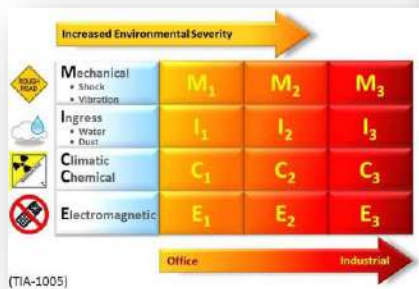 Increased Environmental Severity
ROUGH
ROAD
Mechanical
• Shock
• Vibration
M1 M2 M3
Ingress
• Water
• Dust
I1 I2 I3
Climatic
Chemical
C1 C2 C3
Electromagnetic
E1 E2 E3
Office Industrial
(TIA-1005)